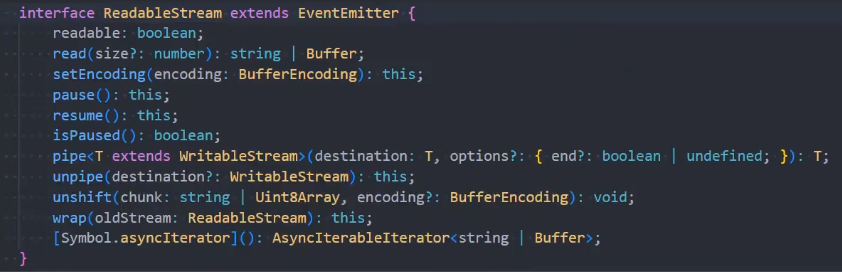 interface ReadableStream extends EventEmitter {
readable: boolean;
read(size?: number): string | Buffer;
setEncoding(encoding: BufferEncoding): this;
pause(): this;
resume(): this;
isPaused(): boolean;
pipe<T extends WritableStream>(destination: T, options?: { end?: boolean | undefined; }): T;
unpipe(destination?: WritableStream): this;
unshift(chunk: string | Uint8Array, encoding?: BufferEncoding): void;
wrap(oldStream: ReadableStream): this;
[Symbol.asyncIterator](): AsyncIterableIterator<string | Buffer>;
}